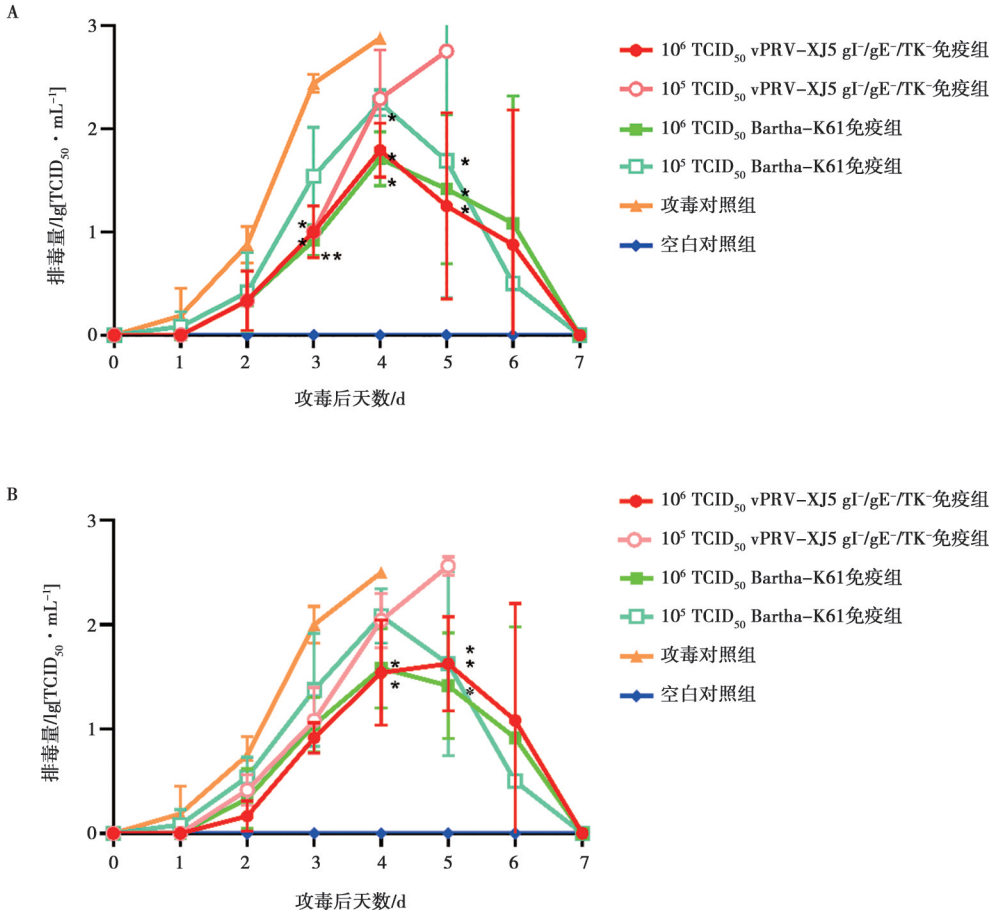 A
3
2
1
0
排毒量/lg[TCID50·mL−1]
0 1 2 3 4 5 6 7
攻毒后天数/d
* * ** * * * * * *
10⁶ TCID₅₀ vPRV−XJ5 gI⁻/gE⁻/TK⁻免疫组
10⁵ TCID₅₀ vPRV−XJ5 gI⁻/gE⁻/TK⁻免疫组
10⁶ TCID₅₀ Bartha−K61免疫组
10⁵ TCID₅₀ Bartha−K61免疫组
攻毒对照组
空白对照组
B
3
2
1
0
排毒量/lg[TCID₅₀·mL⁻¹]
0 1 2 3 4 5 6 7
攻毒后天数/d
* * * * *
10⁶ TCID₅₀ vPRV−XJ5 gI⁻/gE⁻/TK⁻免疫组
10⁵ TCID₅₀ vPRV−XJ5 gI⁻/gE⁻/TK⁻免疫组
10⁶ TCID₅₀ Bartha−K61免疫组
10⁵ TCID₅₀ Bartha−K61免疫组
攻毒对照组
空白对照组